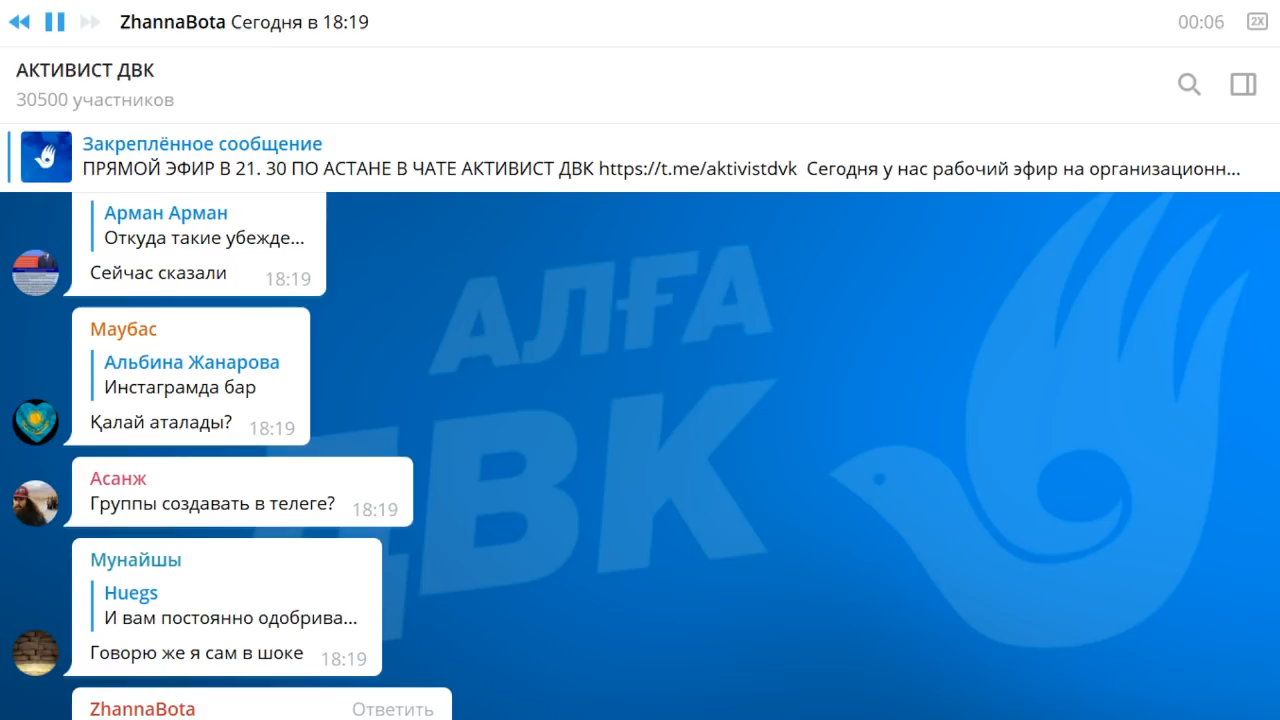 ZhannaBota Сегодня в 18:19
00:06
2X
АКТИВИСТ ДВК
30500 участников
Закреплённое сообщение
ПРЯМОЙ ЭФИР В 21. 30 ПО АСТАНЕ В ЧАТЕ АКТИВИСТ ДВК https://t.me/aktivistdvk Сегодня у нас рабочий эфир на организационн...
Арман Арман
Откуда такие убежде...
Сейчас сказали 18:19
Маубас
Альбина Жанарова
Инстаграмда бар
Қалай аталады? 18:19
Асанж
Группы создавать в телеге? 18:19
Мунайшы
Huegs
И вам постоянно одобрива...
Говорю же я сам в шоке 18:19
ZhannaBota Ответить
АЛҒА
ДВК